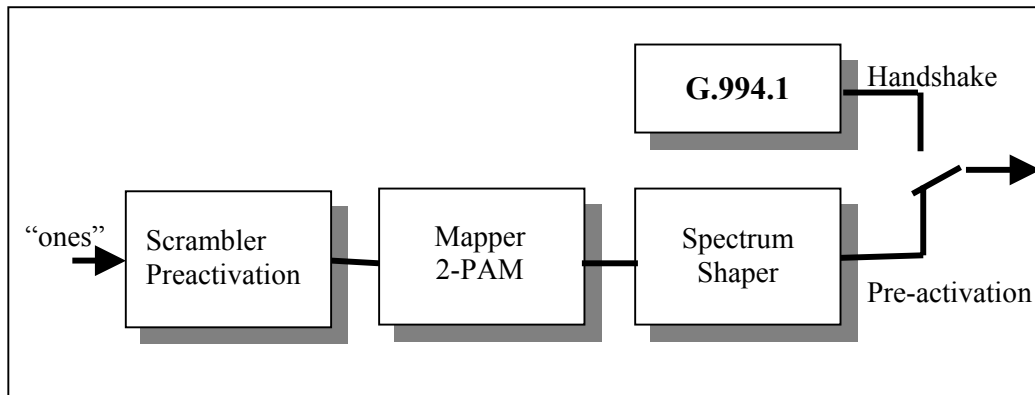 G.994.1
Handshake
“ones”
Scrambler
Preactivation
Mapper
2-PAM
Spectrum
Shaper
Pre-activation